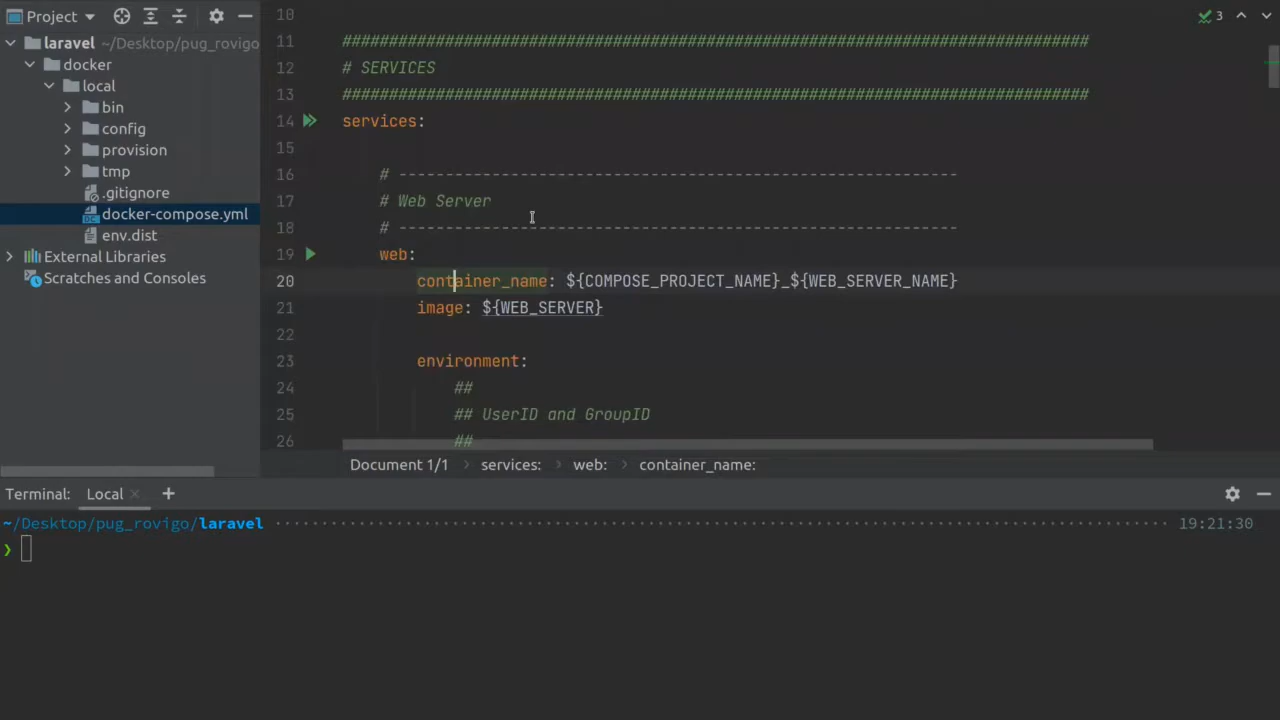 Project
laravel ~/Desktop/pug_rovigo
docker
local
bin
config
provision
tmp
.gitignore
docker-compose.yml
env.dist
External Libraries
Scratches and Consoles
3
10
11 ################################################################################
12 # SERVICES
13 ################################################################################
14 services:
15
16 # ------------------------------------------------------------
17 # Web Server
18 # ------------------------------------------------------------
19 web:
20 container_name: ${COMPOSE_PROJECT_NAME}_${WEB_SERVER_NAME}
21 image: ${WEB_SERVER}
22
23 environment:
24 ##
25 ## UserID and GroupID
26 ##
Document 1/1 › services: › web: › container_name:
Terminal: Local × +
~/Desktop/pug_rovigo/laravel 19:21:30
❯